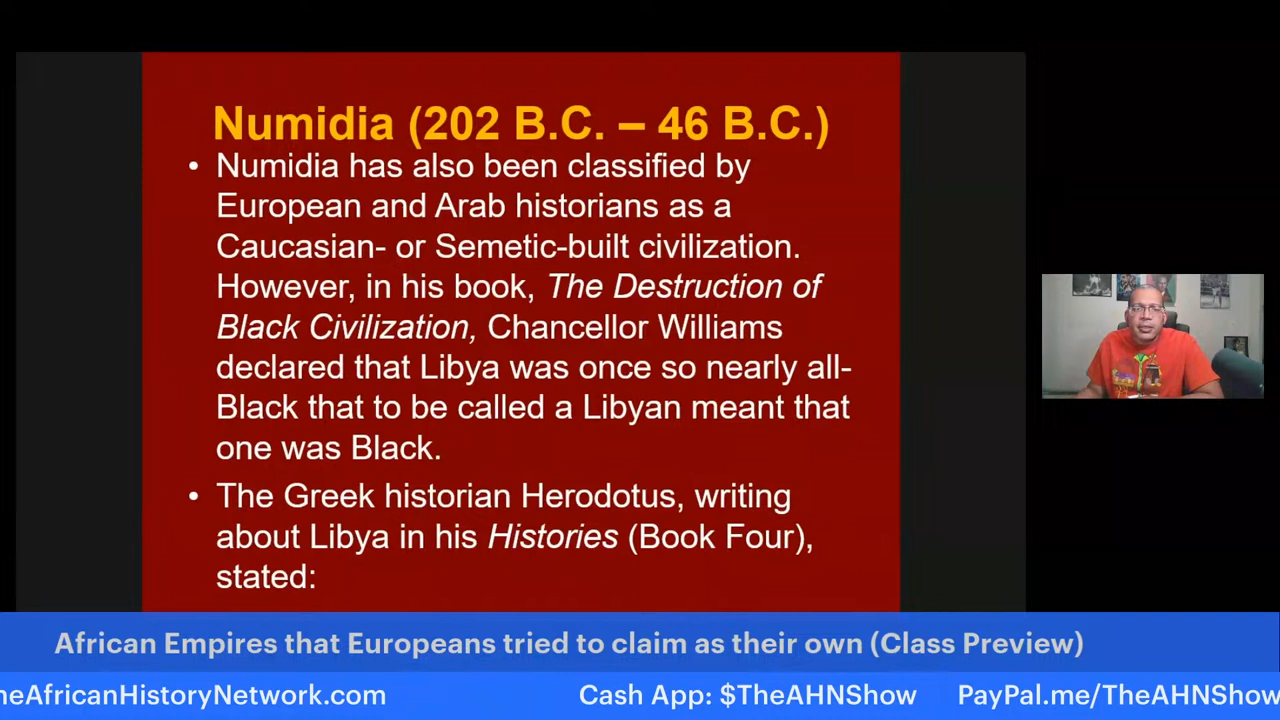 Numidia (202 B.C. – 46 B.C.)
• Numidia has also been classified by
European and Arab historians as a
Caucasian- or Semetic-built civilization.
However, in his book, The Destruction of
Black Civilization, Chancellor Williams
declared that Libya was once so nearly all-
Black that to be called a Libyan meant that
one was Black.
• The Greek historian Herodotus, writing
about Libya in his Histories (Book Four),
stated:
African Empires that Europeans tried to claim as their own (Class Preview)
heAfricanHistoryNetwork.com Cash App: $TheAHNShow PayPal.me/TheAHNShow